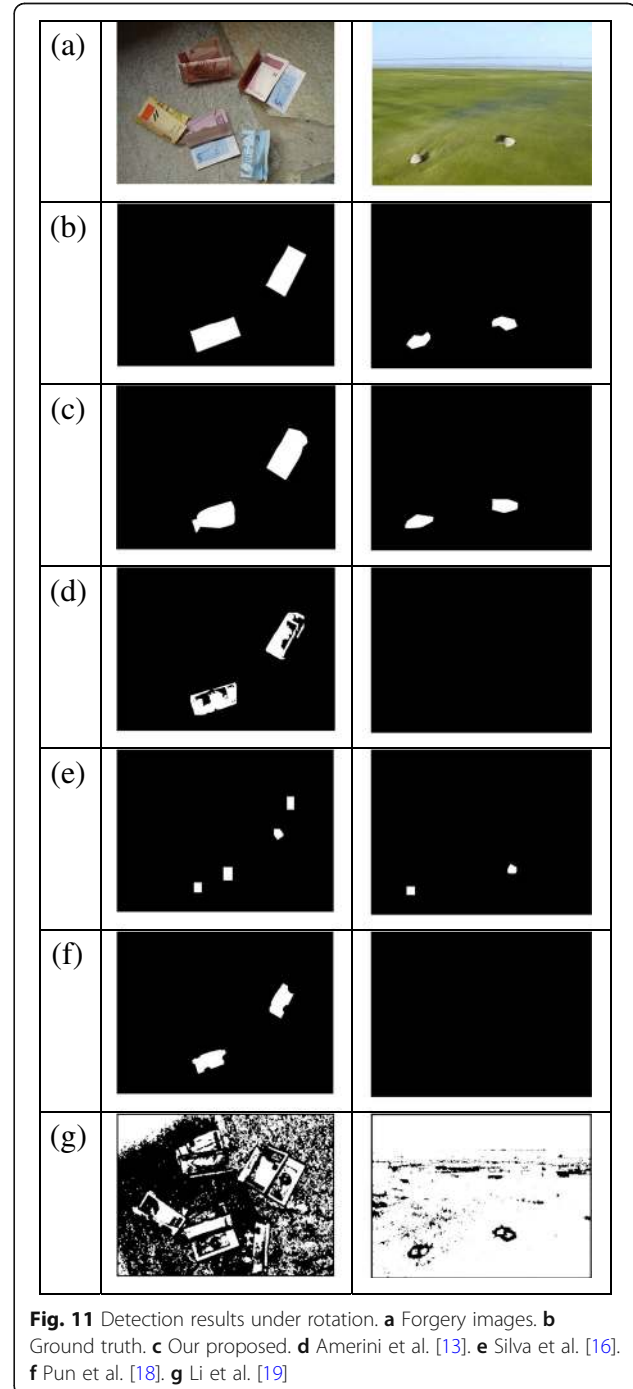 (a)
(b)
(c)
(d)
(e)
(f)
(g)
Fig. 11 Detection results under rotation. a Forgery images. b
Ground truth. c Our proposed. d Amerini et al. [13]. e Silva et al. [16].
f Pun et al. [18]. g Li et al. [19]